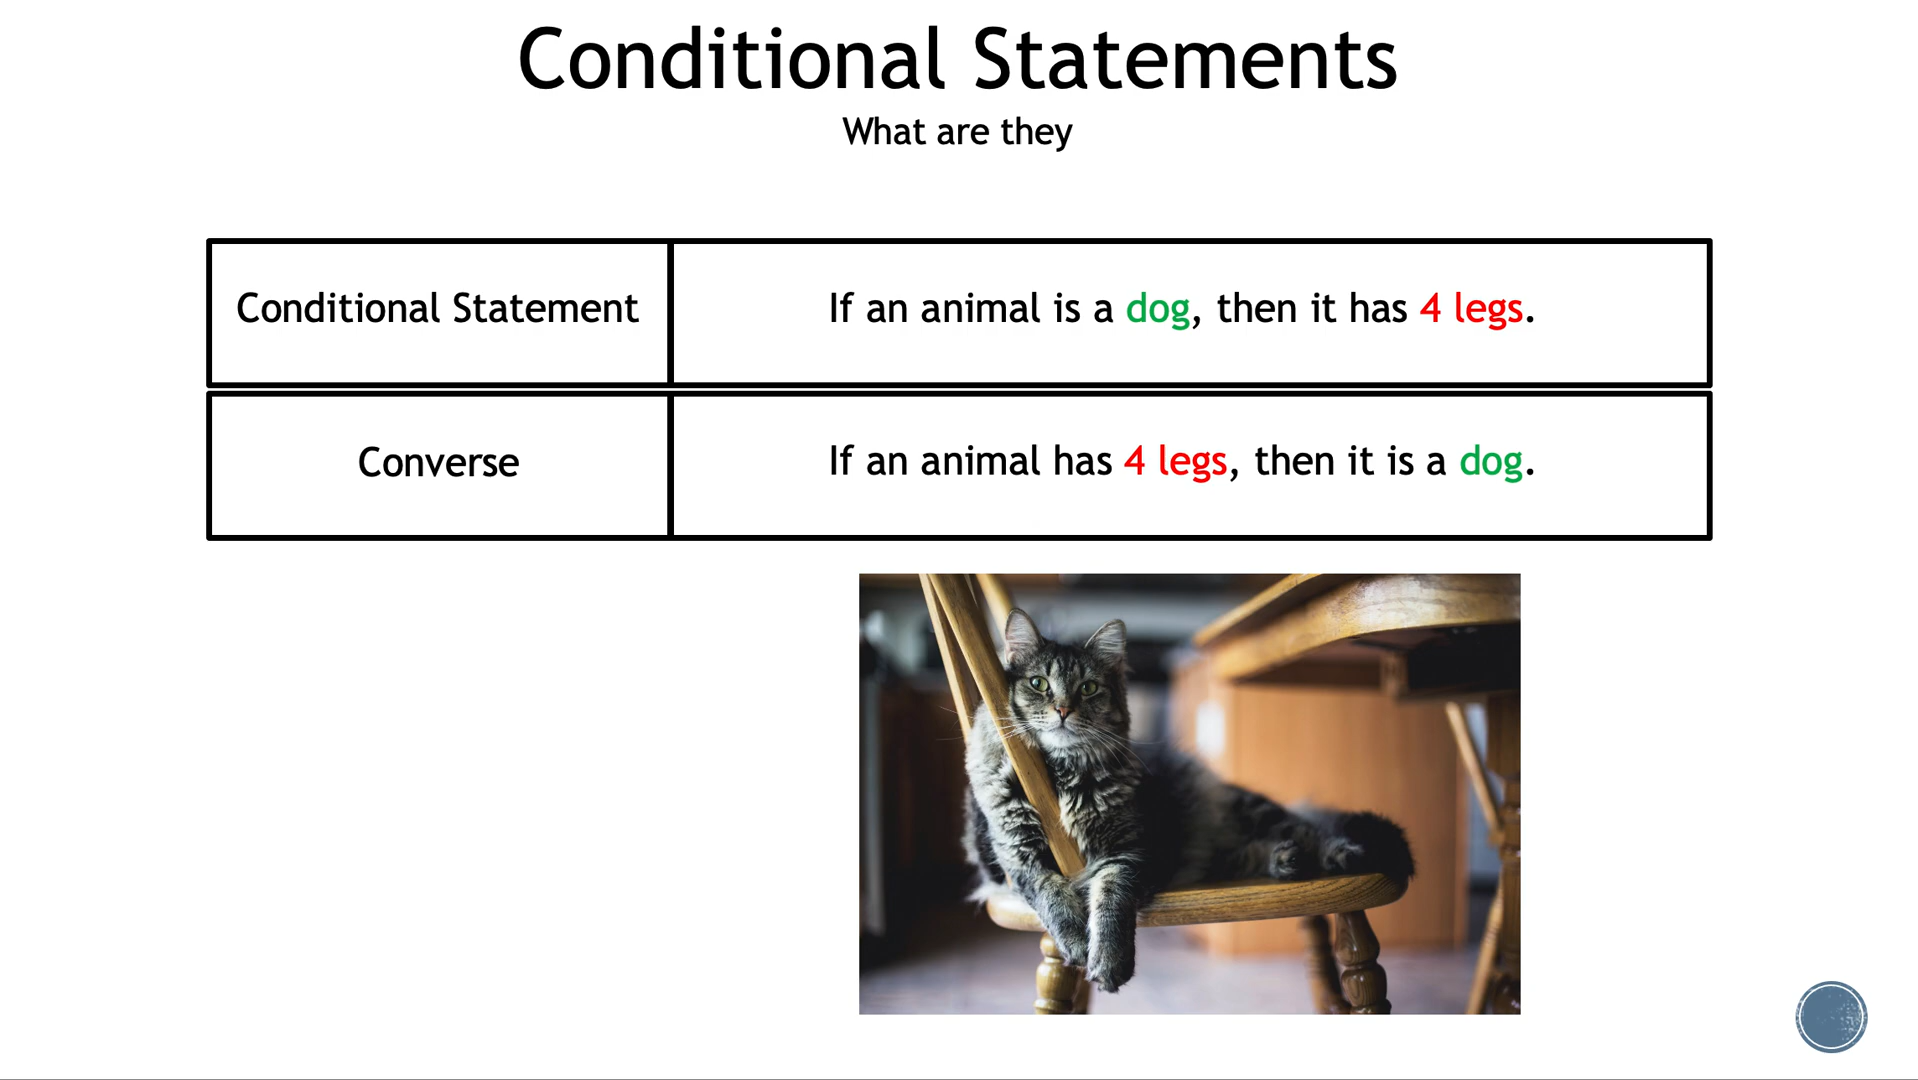 Conditional Statements
What are they
Conditional Statement
If an animal is a dog, then it has 4 legs.
Converse
If an animal has 4 legs, then it is a dog.